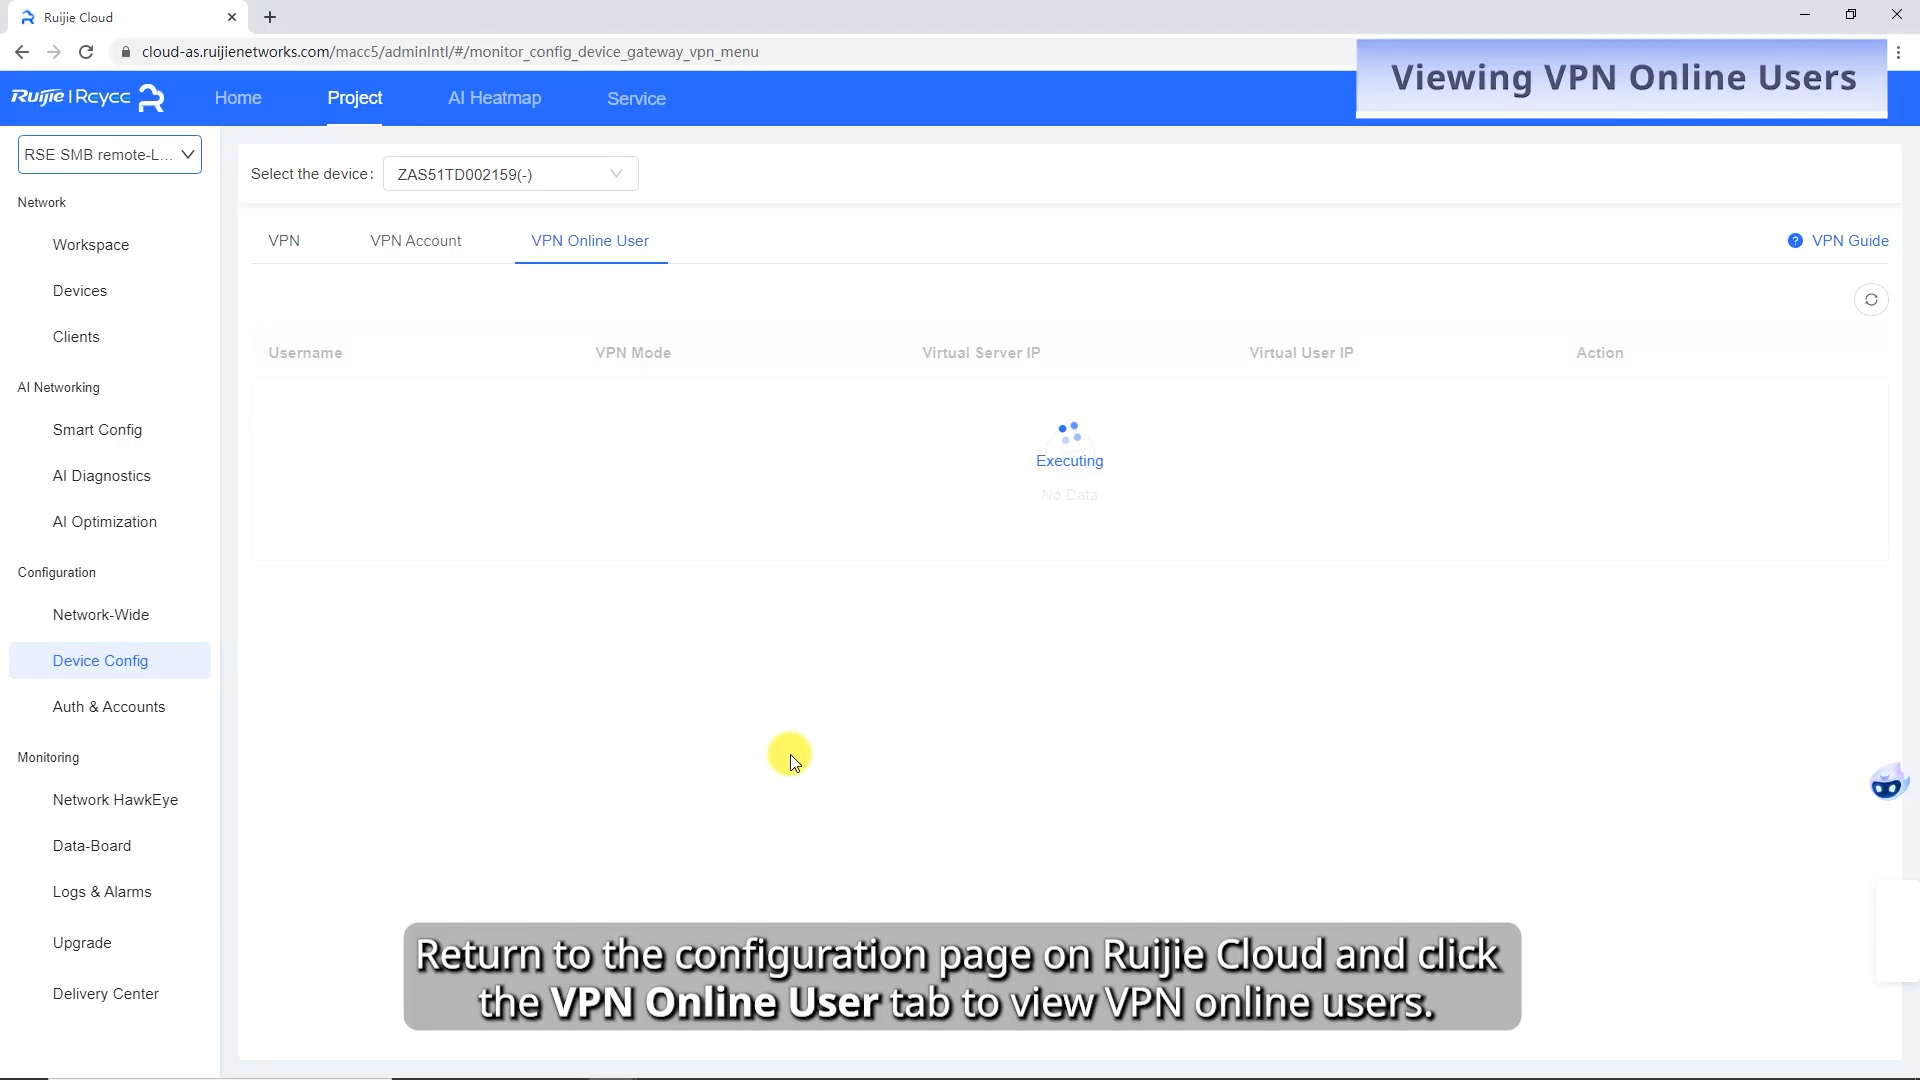 Ruijie Cloud
cloud-as.ruijienetworks.com/macc5/adminIntl/#/monitor_config_device_gateway_vpn_menu
Viewing VPN Online Users
Ruijie | Rcycc
Home
Project
AI Heatmap
Service
RSE SMB remote-L...
Select the device:
ZAS51TD002159(-)
Network
Workspace
Devices
Clients
AI Networking
Smart Config
AI Diagnostics
AI Optimization
Configuration
Network-Wide
Device Config
Auth & Accounts
Monitoring
Network HawkEye
Data-Board
Logs & Alarms
Upgrade
Delivery Center
VPN
VPN Account
VPN Online User
? VPN Guide
Username
VPN Mode
Virtual Server IP
Virtual User IP
Action
Executing
No Data
Return to the configuration page on Ruijie Cloud and click
the VPN Online User tab to view VPN online users.